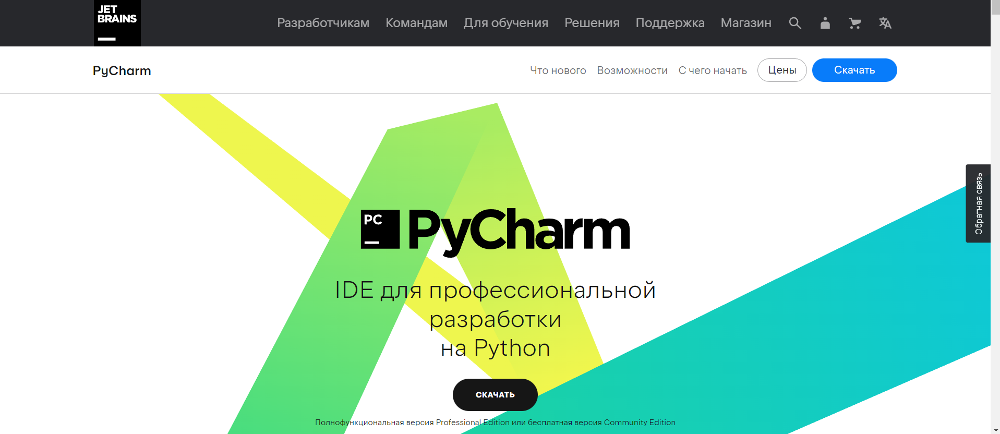 JET
BRAINS
Разработчикам Командам Для обучения Решения Поддержка Магазин
PyCharm
Что нового Возможности С чего начать Цены Скачать
Обратная связь
PC PyCharm
IDE для профессиональной
разработки
на Python
СКАЧАТЬ
Полнофункциональная версия Professional Edition или бесплатная версия Community Edition